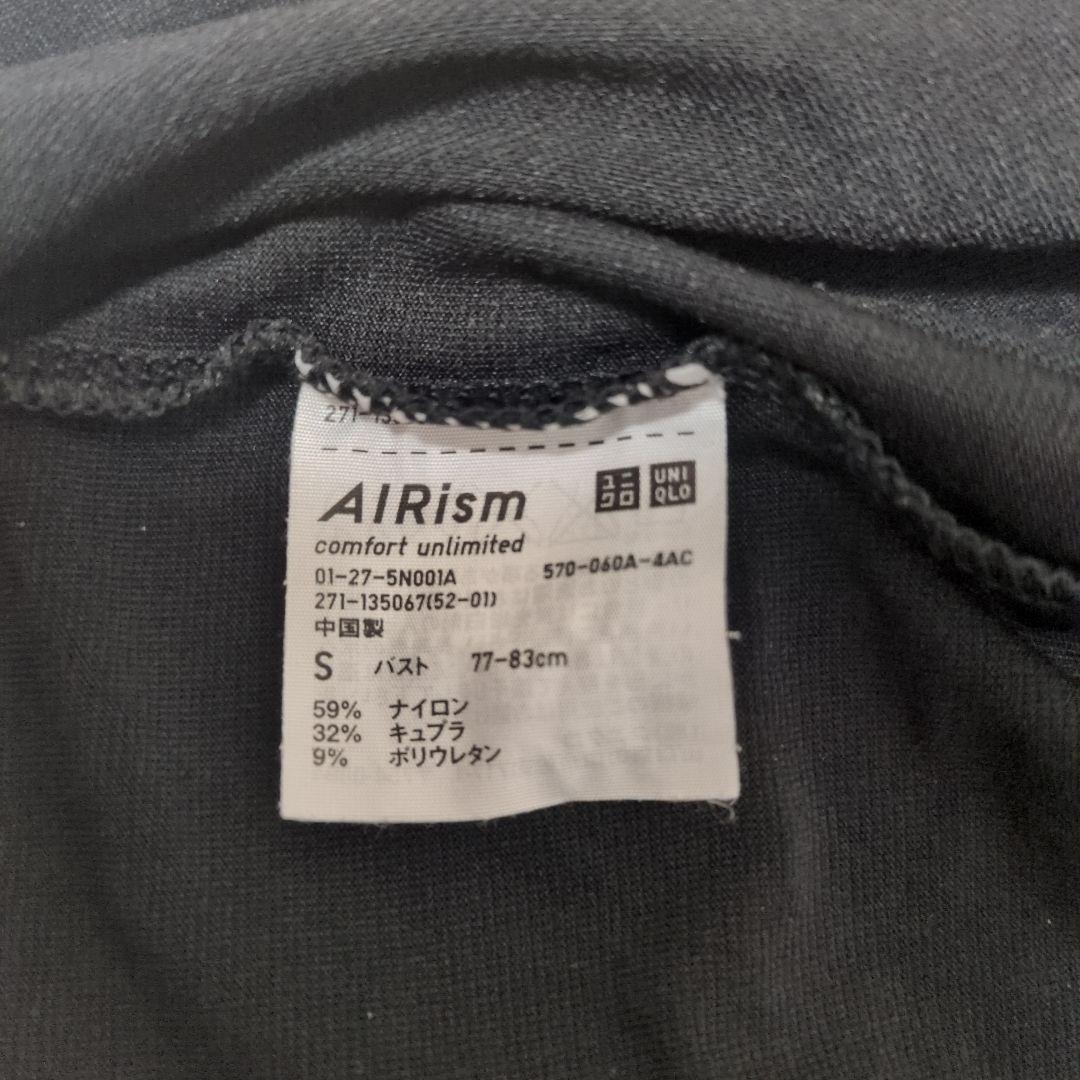 AIRism
ユニクロ
UNIQLO
comfort unlimited
01-27-5N001A 570-060A-4AC
271-135067(52-01)
中国製
S バスト 77-83cm
59% ナイロン
32% キュプラ
9% ポリウレタン